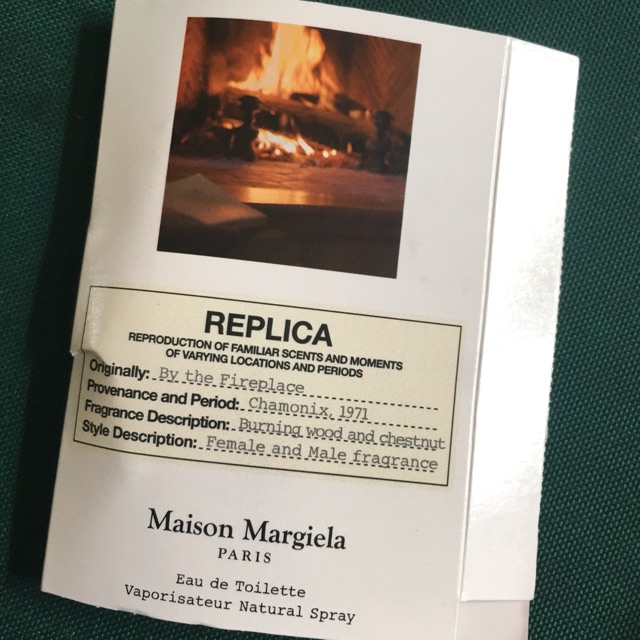 REPLICA
REPRODUCTION OF FAMILIAR SCENTS AND MOMENTS
OF VARYING LOCATIONS AND PERIODS
Originally: By the Fireplace
Provenance and Period: Chamonix, 1971
Fragrance Description: Burning wood and chestnut
Style Description: Female and Male fragrance
Maison Margiela
PARIS
Eau de Toilette
Vaporisateur Natural Spray